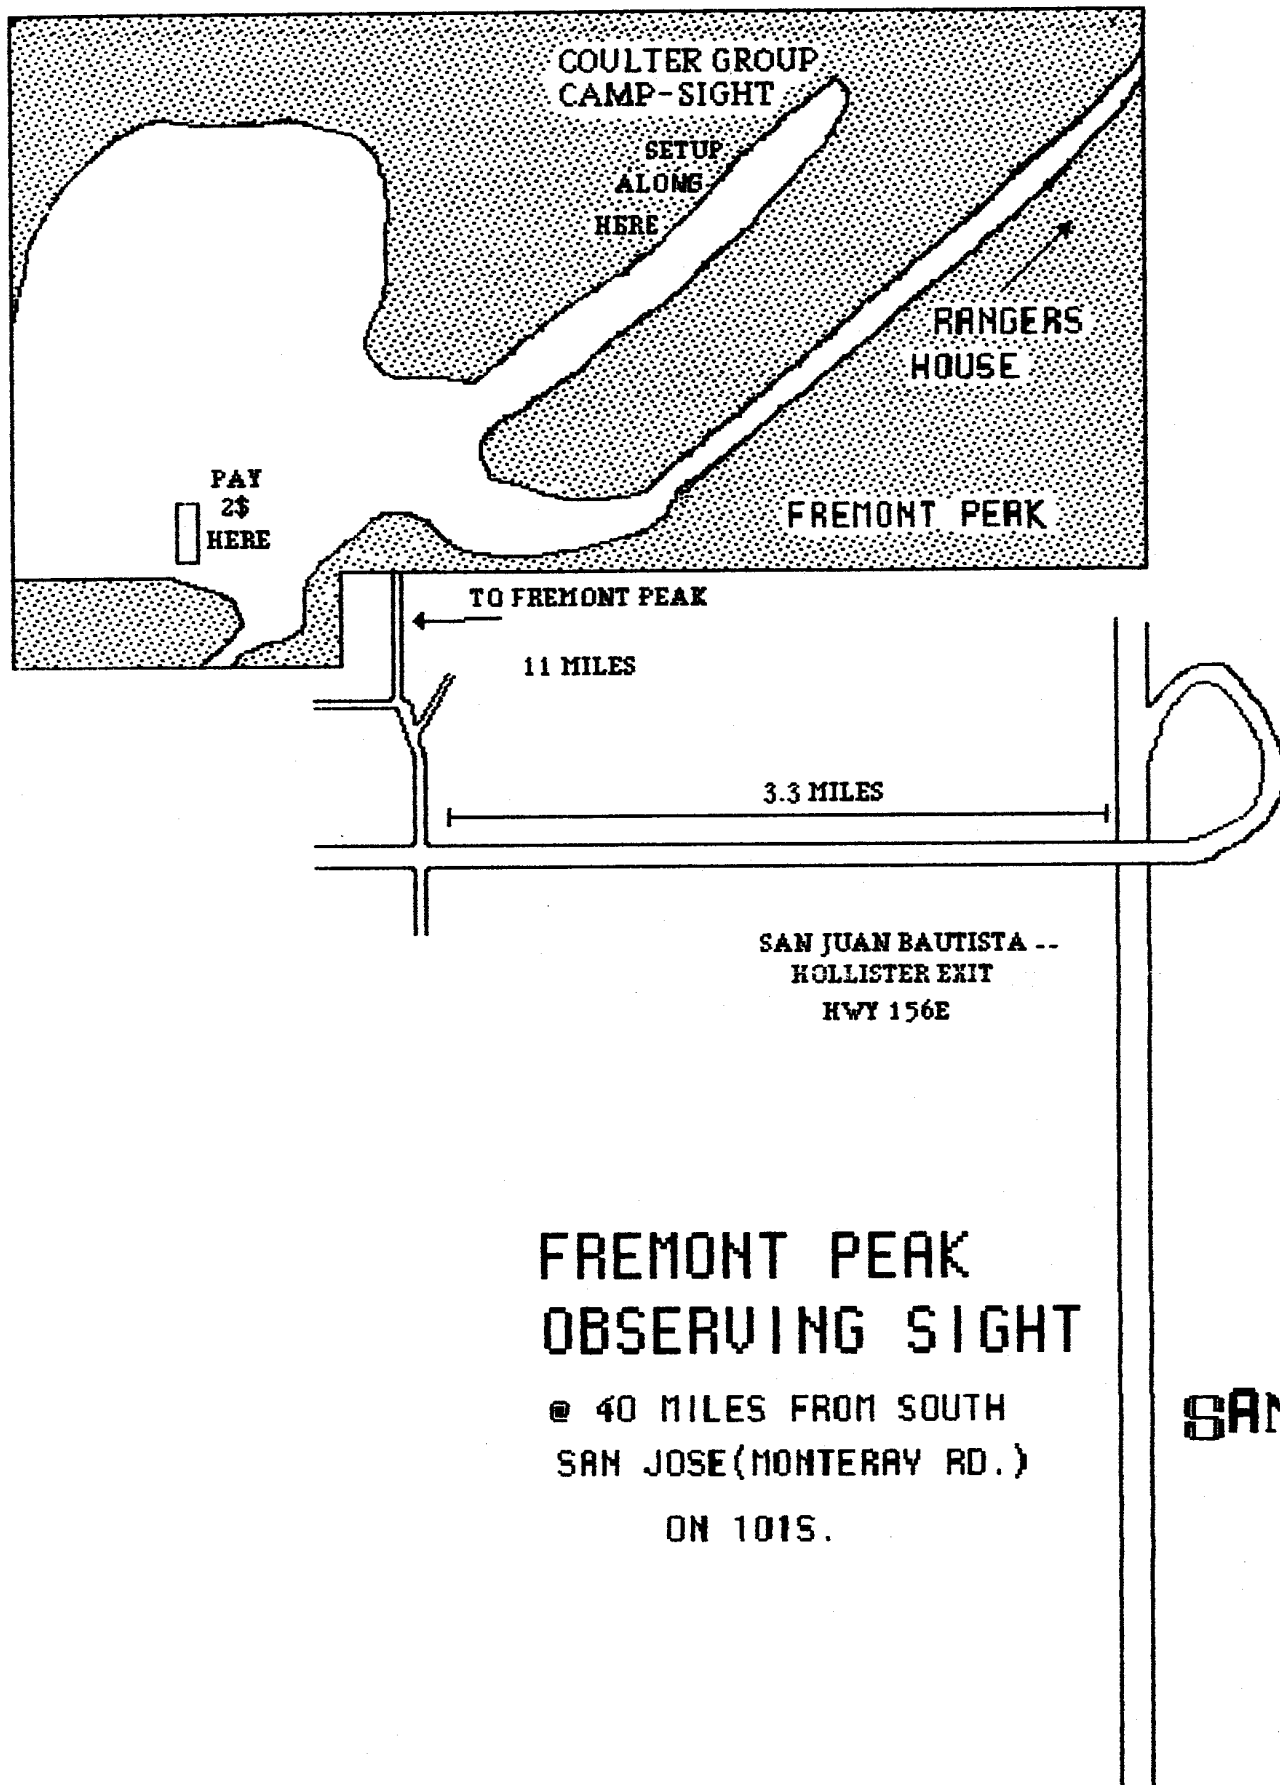 COULTER GROUP
CAMP-SIGHT
SETUP
ALONG
HERE
RANGERS
HOUSE
PAY
2$
HERE
FREMONT PEAK
TO FREMONT PEAK
11 MILES
3.3 MILES
SAN JUAN BAUTISTA --
HOLLISTER EXIT
HWY 156E
FREMONT PEAK
OBSERVING SIGHT
@ 40 MILES FROM SOUTH
SAN JOSE(MONTERAY RD.)
ON 101S.